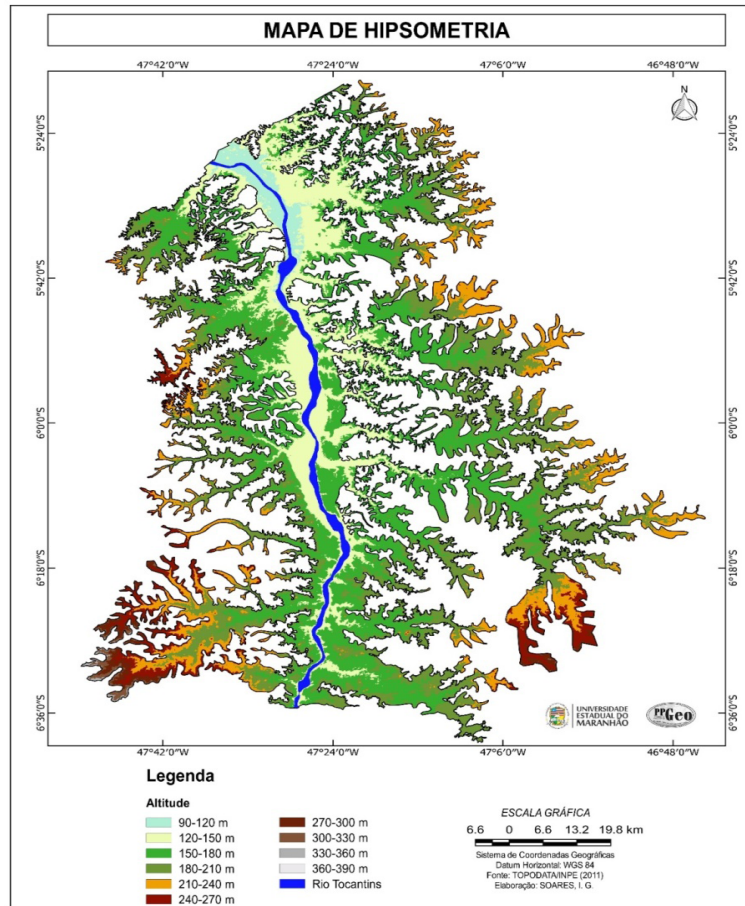 MAPA DE HIPSOMETRIA
47°42'0"W 47°24'0"W 47°6'0"W 46°48'0"W
N
5°24'0"S 5°24'0"S
5°42'0"S 5°42'0"S
6°0'0"S 6°0'0"S
6°18'0"S 6°18'0"S
6°36'0"S 6°36'0"S
UNIVERSIDADE
ESTADUAL DO
MARANHÃO
PPGeo
47°42'0"W 47°24'0"W 47°6'0"W 46°48'0"W
Legenda
Altitude
90-120 m
120-150 m
150-180 m
180-210 m
210-240 m
240-270 m
270-300 m
300-330 m
330-360 m
360-390 m
Rio Tocantins
ESCALA GRÁFICA
6.6 0 6.6 13.2 19.8 km
Sistema de Coordenadas Geográficas
Datum Horizontal: WGS 84
Fonte: TOPODATA/INPE (2011)
Elaboração: SOARES, I. G.